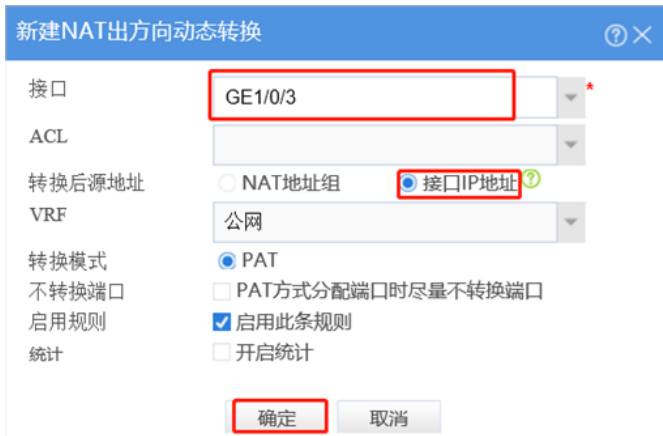 新建NAT出方向动态转换
接口 GE1/0/3 *
ACL
转换后源地址 NAT地址组 接口IP地址
VRF 公网
转换模式 PAT
不转换端口 PAT方式分配端口时尽量不转换端口
启用规则 启用此条规则
统计 开启统计
确定 取消